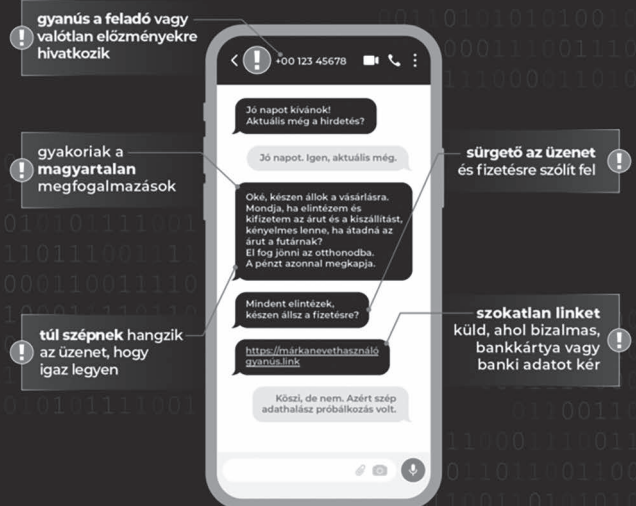 gyanús a feladó vagy
valótlan előzményekre
hivatkozik
+00 123 45678
Jó napot kívánok!
Aktuális még a hirdetés?
Jó napot. Igen, aktuális még.
gyakoriak a
magyartalan
megfogalmazások
sürgető az üzenet
és fizetésre szólít fel
Oké, készen állok a vásárlásra.
Mondja, ha elintézem és
kifizetem az árut és a kiszállítást,
kényelmes lenne, ha átadná az
árut a futárnak?
El fog jönni az otthonodba.
A pénzt azonnal megkapja.
Mindent elintézek,
készen állsz a fizetésre?
túl szépnek hangzik
az üzenet, hogy
igaz legyen
szokatlan linket
küld, ahol bizalmas,
bankkártya vagy
banki adatot kér
https://márkanevethasználó
gyanús.link
Köszi, de nem. Azért szép
adathalász próbálkozás volt.